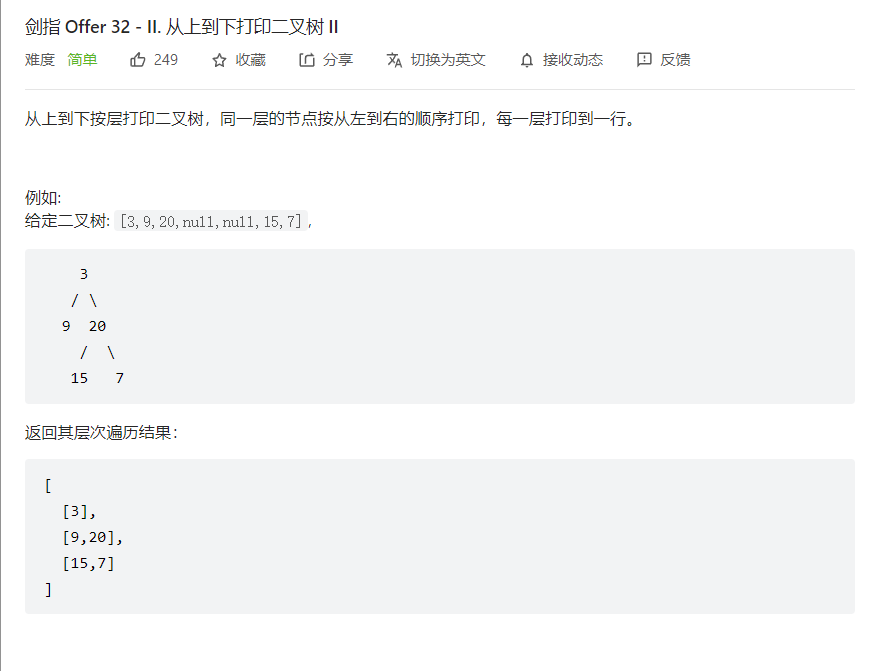 剑指 Offer 32 - II. 从上到下打印二叉树 II
难度 简单 249 收藏 分享 切换为英文 接收动态 反馈
从上到下按层打印二叉树，同一层的节点按从左到右的顺序打印，每一层打印到一行。
例如:
给定二叉树: [3,9,20,null,null,15,7],
3
/ \
9  20
/  \
15   7
返回其层次遍历结果：
[
[3],
[9,20],
[15,7]
]